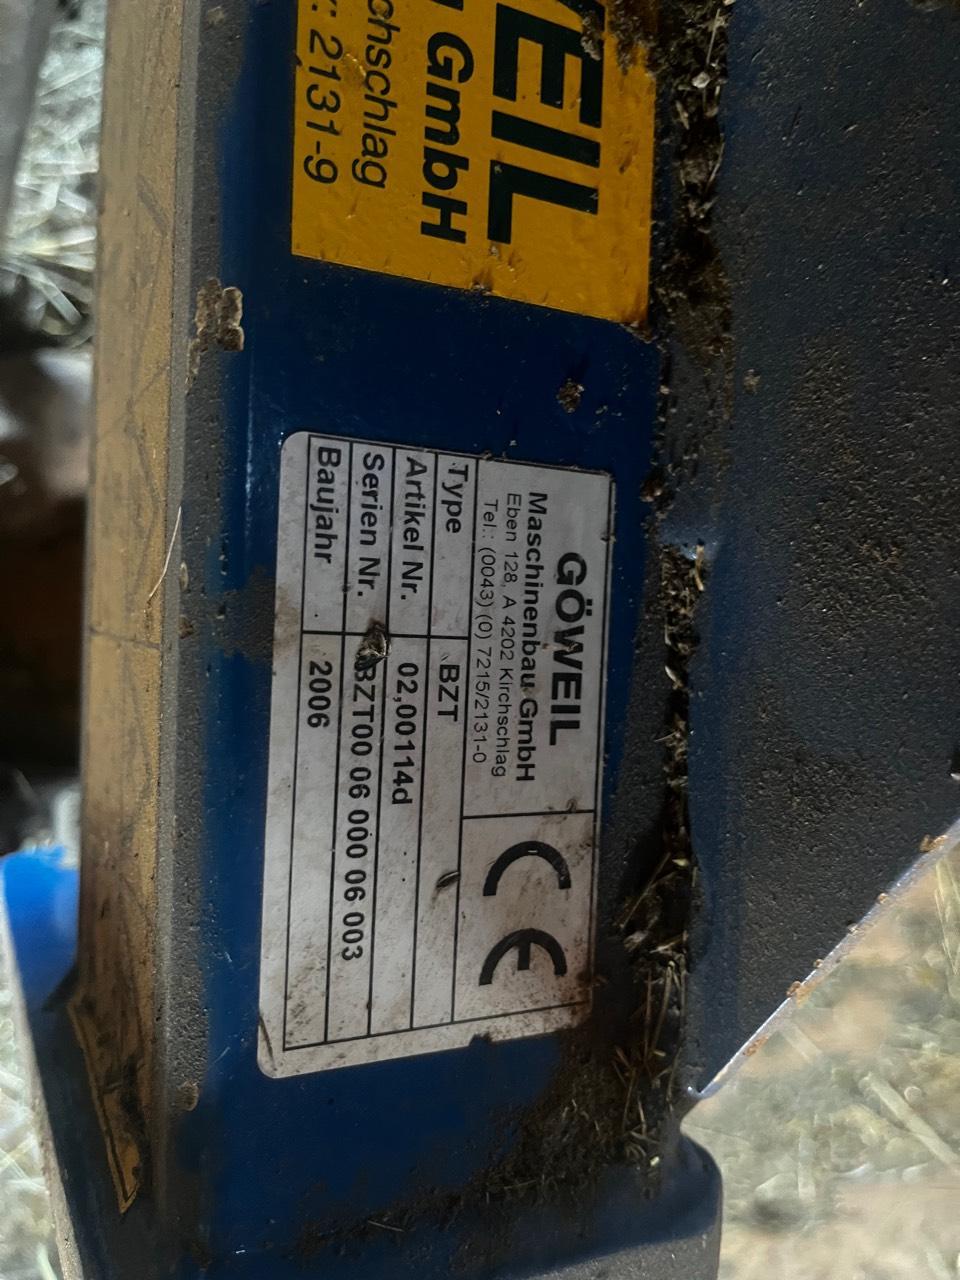 EIL
GmbH
chschlag
: 2131-9
GÖWEIL
Maschinenbau GmbH
Eben 128, A 4202 Kirchschlag
Tel.: (0043) (0) 7215/2131-0
CE
Type BZT
Artikel Nr. 02,00114d
Serien Nr. BZT00 06 000 06 003
Baujahr 2006